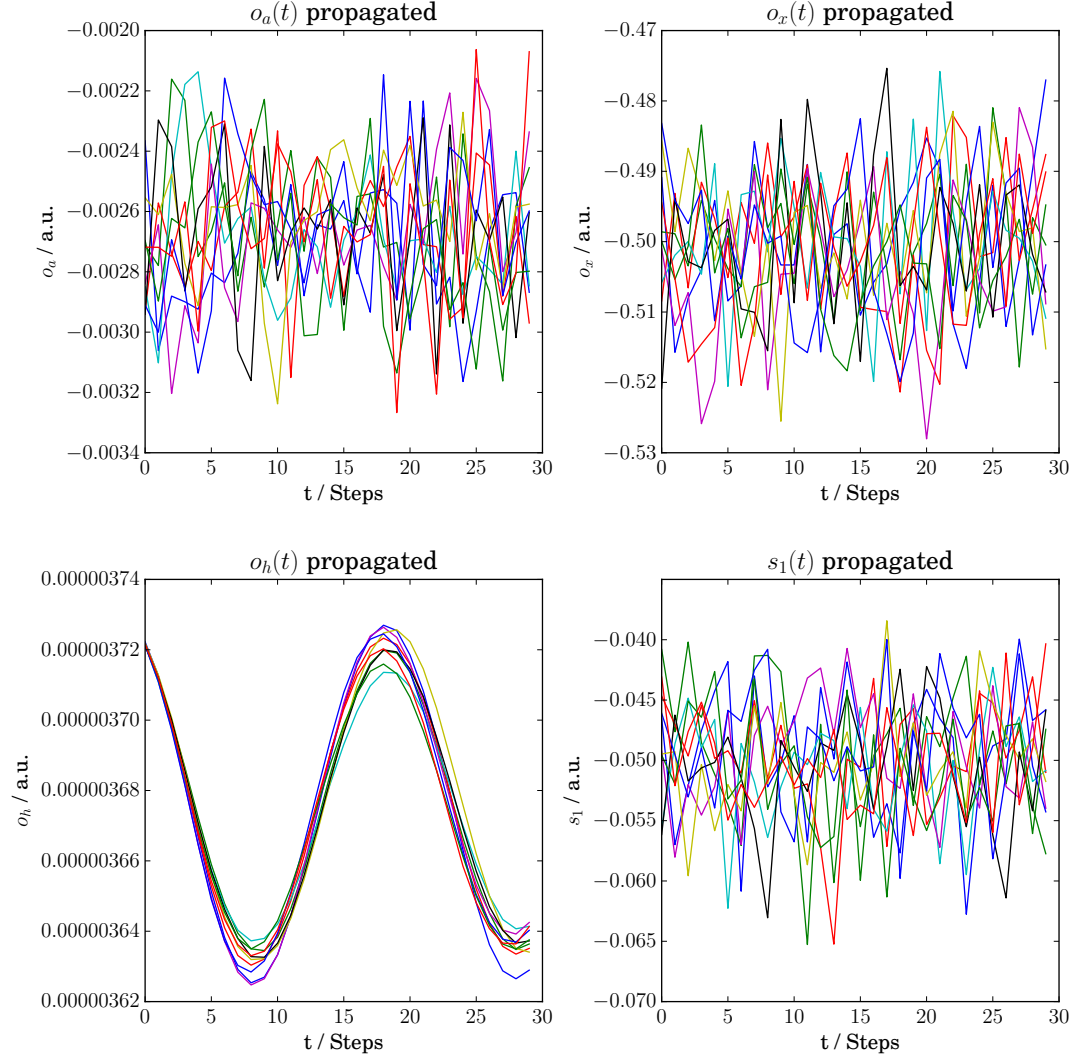 o_a(t) propagated
−0.0020
−0.0022
−0.0024
−0.0026
−0.0028
−0.0030
−0.0032
−0.0034
o_a / a.u.
0 5 10 15 20 25 30
t / Steps
o_x(t) propagated
−0.47
−0.48
−0.49
−0.50
−0.51
−0.52
−0.53
o_x / a.u.
0 5 10 15 20 25 30
t / Steps
o_h(t) propagated
0.00000374
0.00000372
0.00000370
0.00000368
0.00000366
0.00000364
0.00000362
o_h / a.u.
0 5 10 15 20 25 30
t / Steps
s_1(t) propagated
−0.040
−0.045
−0.050
−0.055
−0.060
−0.065
−0.070
s_1 / a.u.
0 5 10 15 20 25 30
t / Steps